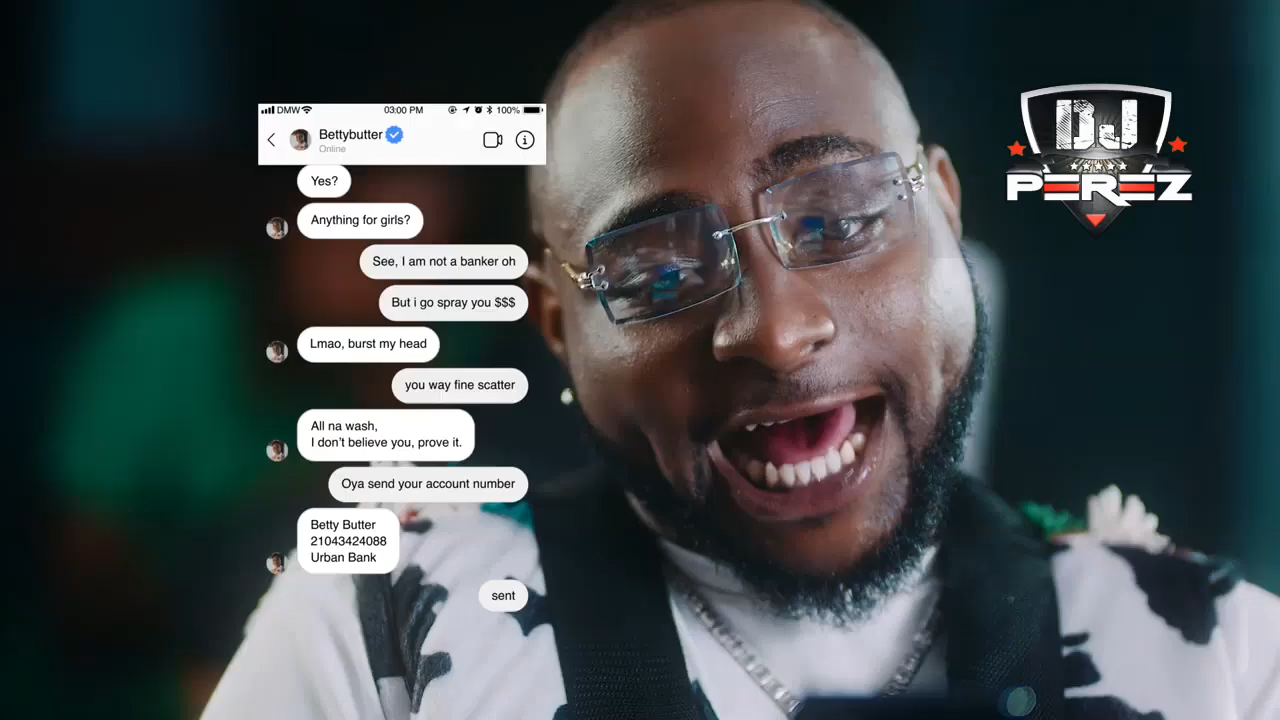 DMW
03:00 PM
100%
Bettybutter
Online
Yes?
Anything for girls?
See, I am not a banker oh
But i go spray you $$$
Lmao, burst my head
you way fine scatter
All na wash,
I don't believe you, prove it.
Oya send your account number
Betty Butter
21043424088
Urban Bank
sent
DJ
PEREZ